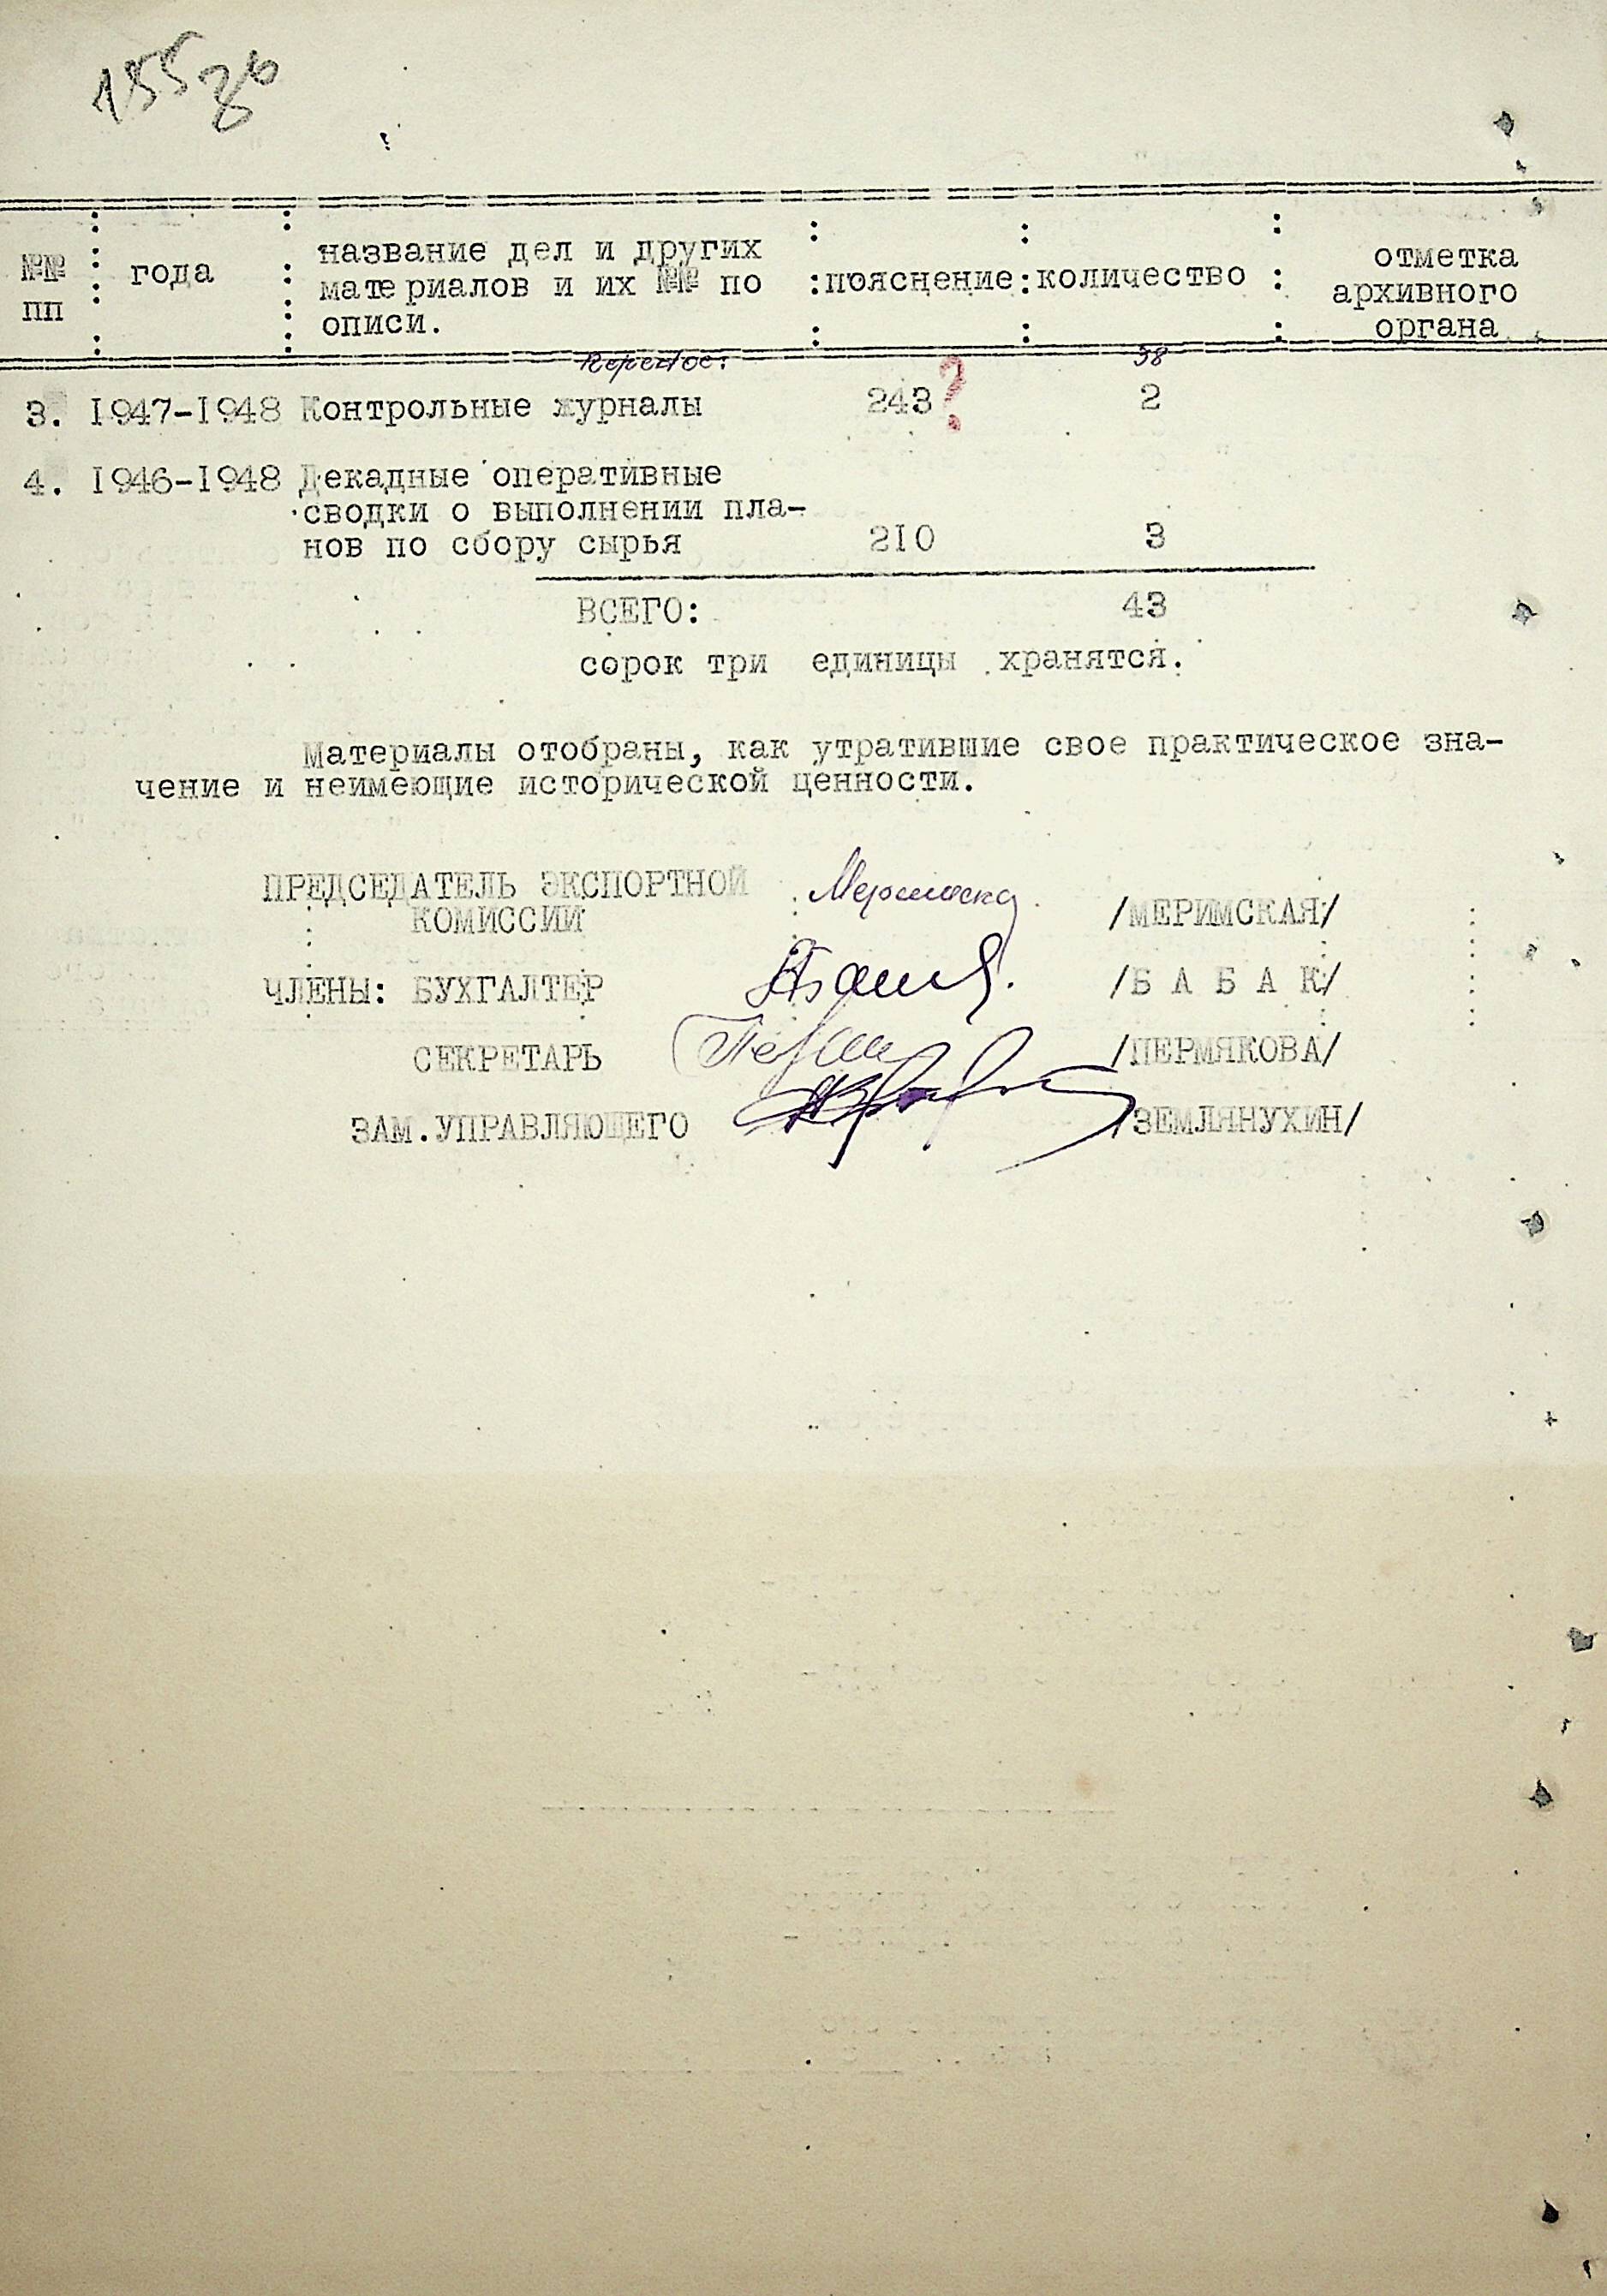 155 об
№№ пп : года : название дел и других материалов и их №№ по описи. : пояснение : количество : отметка архивного органа
38
3. 1947-1948 Контрольные журналы 243? 2
4. 1946-1948 Декадные оперативные
сводки о выполнении пла-
нов по сбору сырья 210 3
ВСЕГО: 43
сорок три единицы хранятся.
Материалы отобраны, как утратившие свое практическое зна-
чение и неимеющие исторической ценности.
ПРЕДСЕДАТЕЛЬ ЭКСПОРТНОЙ
КОМИССИИ /МЕРИМСКАЯ/
ЧЛЕНЫ: БУХГАЛТЕР /Б А Б А К/
СЕКРЕТАРЬ /ПЕРМЯКОВА/
ЗАМ.УПРАВЛЯЮЩЕГО /ЗЕМЛЯНУХИН/